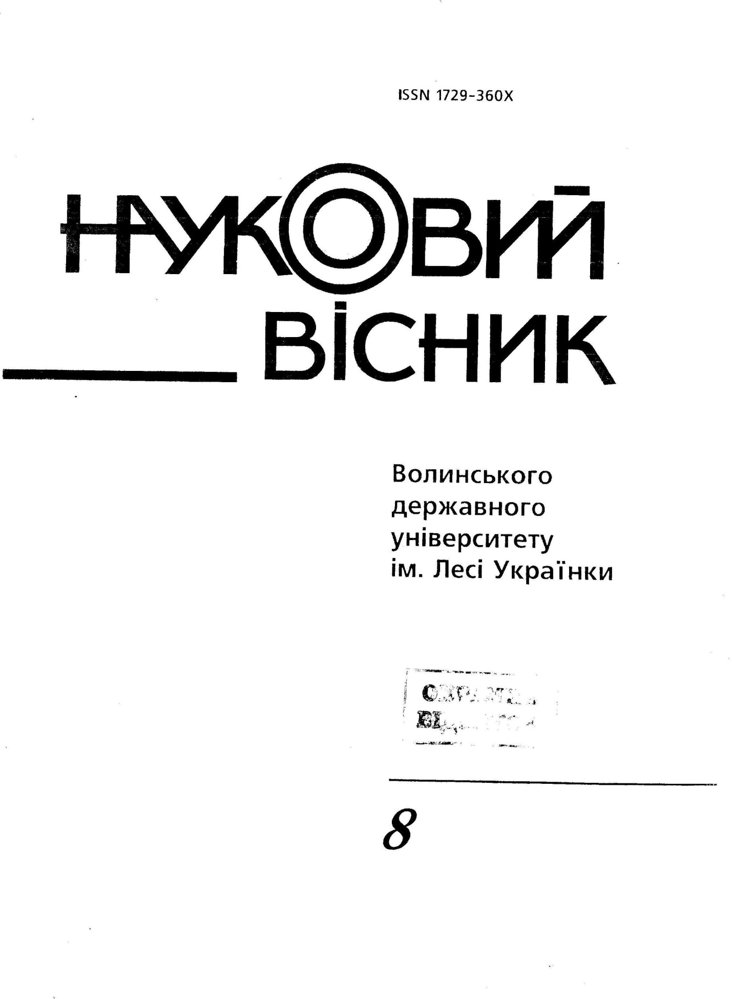 ISSN 1729-360X
НАУКОВИЙ
ВІСНИК
Волинського
державного
університету
ім. Лесі Українки
8